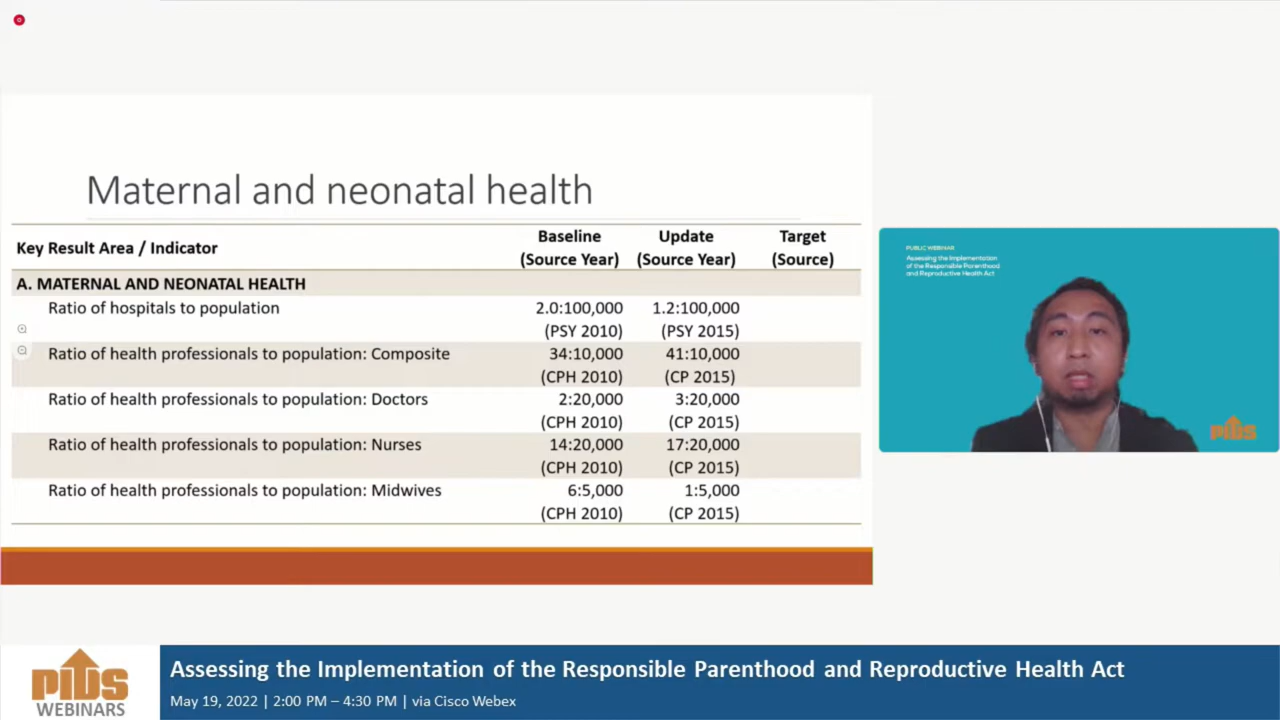 Maternal and neonatal health
Key Result Area / Indicator
Baseline
(Source Year)
Update
(Source Year)
Target
(Source)
A. MATERNAL AND NEONATAL HEALTH
Ratio of hospitals to population
2.0:100,000
1.2:100,000
(PSY 2010)
(PSY 2015)
Ratio of health professionals to population: Composite
34:10,000
41:10,000
(CPH 2010)
(CP 2015)
Ratio of health professionals to population: Doctors
2:20,000
3:20,000
(CPH 2010)
(CP 2015)
Ratio of health professionals to population: Nurses
14:20,000
17:20,000
(CPH 2010)
(CP 2015)
Ratio of health professionals to population: Midwives
6:5,000
1:5,000
(CPH 2010)
(CP 2015)
PUBLIC WEBINAR
Assessing the Implementation
of the Responsible Parenthood
and Reproductive Health Act
PIDS
PIDS
WEBINARS
Assessing the Implementation of the Responsible Parenthood and Reproductive Health Act
May 19, 2022 | 2:00 PM – 4:30 PM | via Cisco Webex